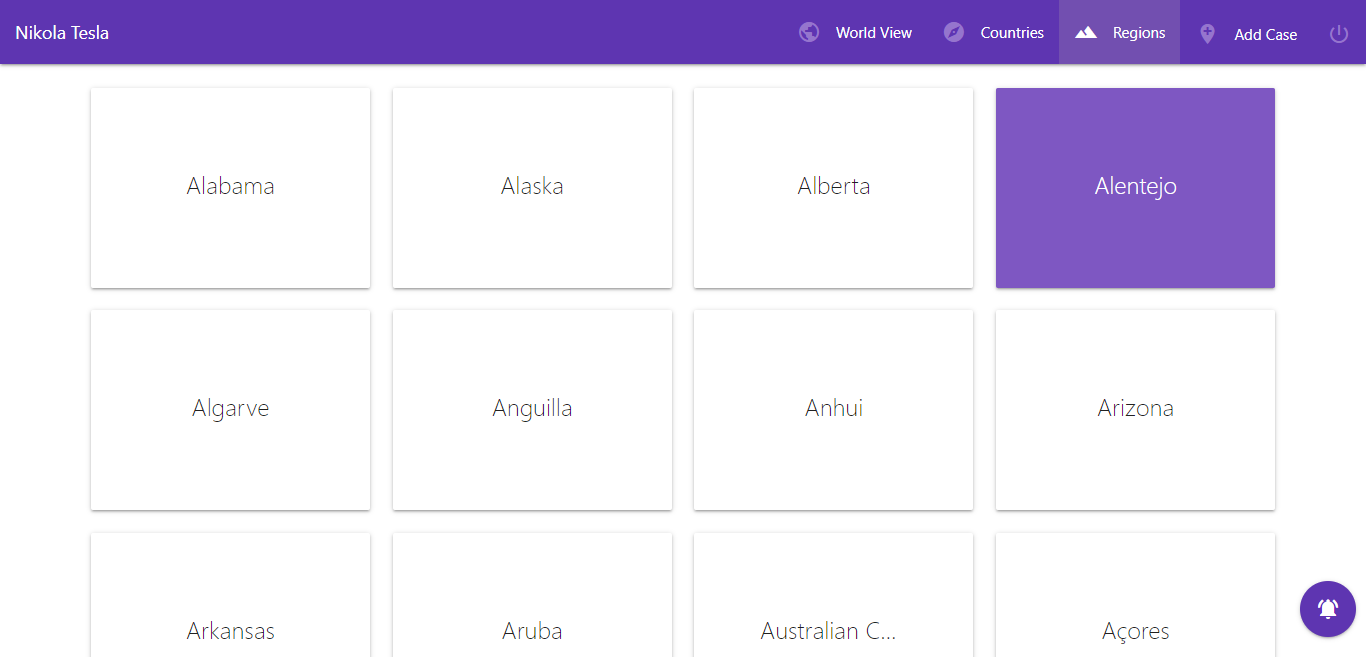 Nikola Tesla
World View
Countries
Regions
Add Case
Alabama
Alaska
Alberta
Alentejo
Algarve
Anguilla
Anhui
Arizona
Arkansas
Aruba
Australian C...
Açores